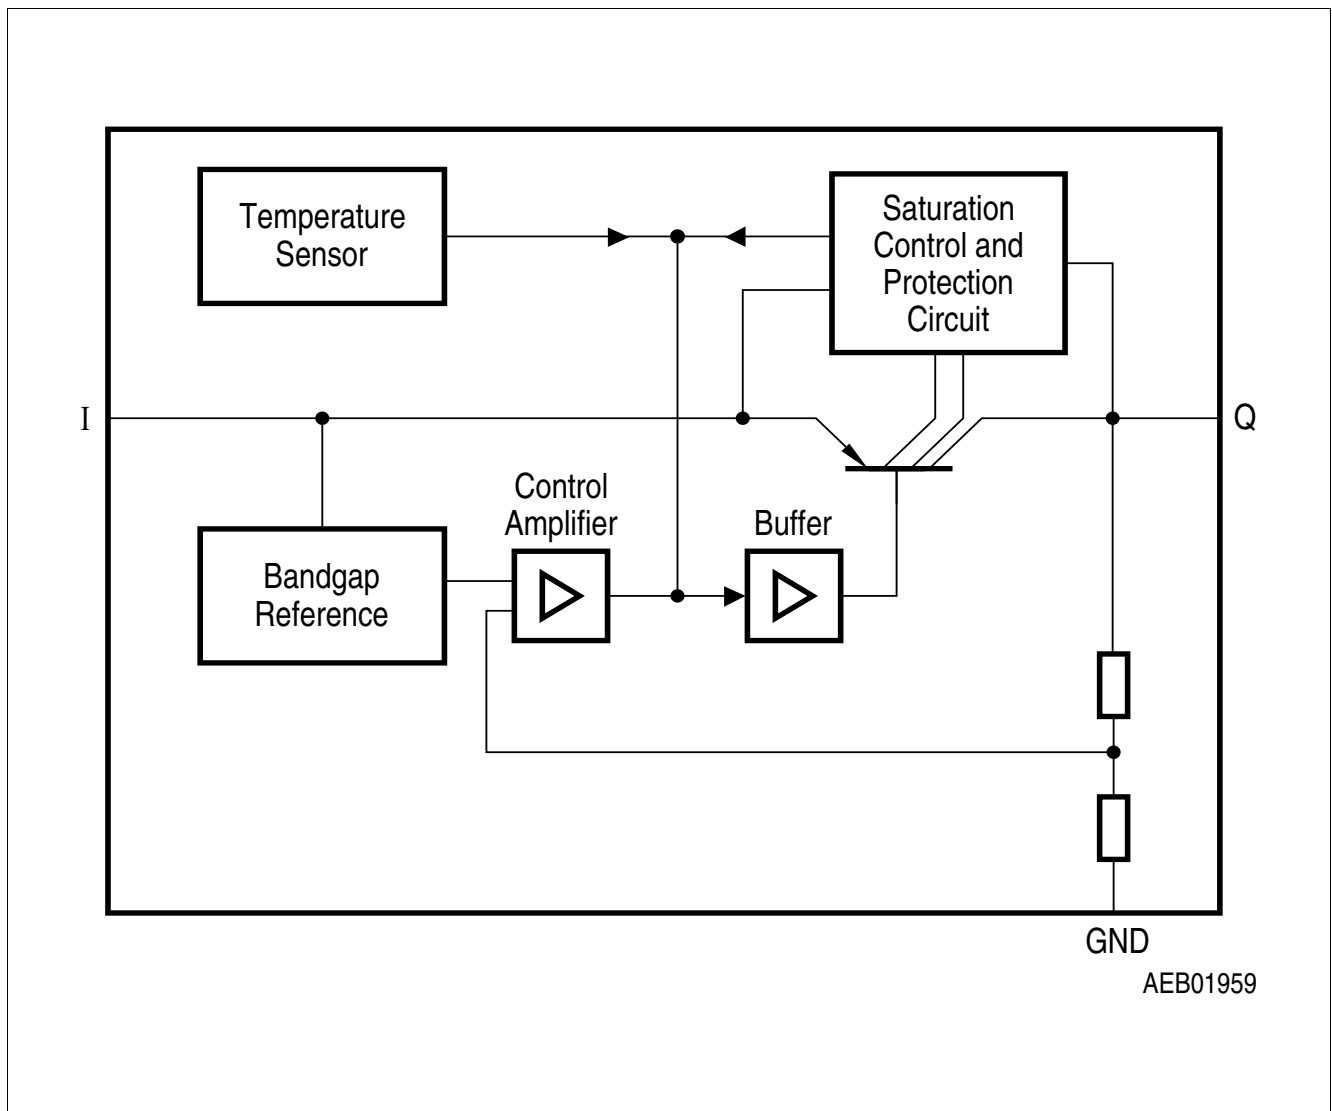 Temperature
Sensor
Saturation
Control and
Protection
Circuit
I
Q
Control
Amplifier
Buffer
Bandgap
Reference
GND
AEB01959